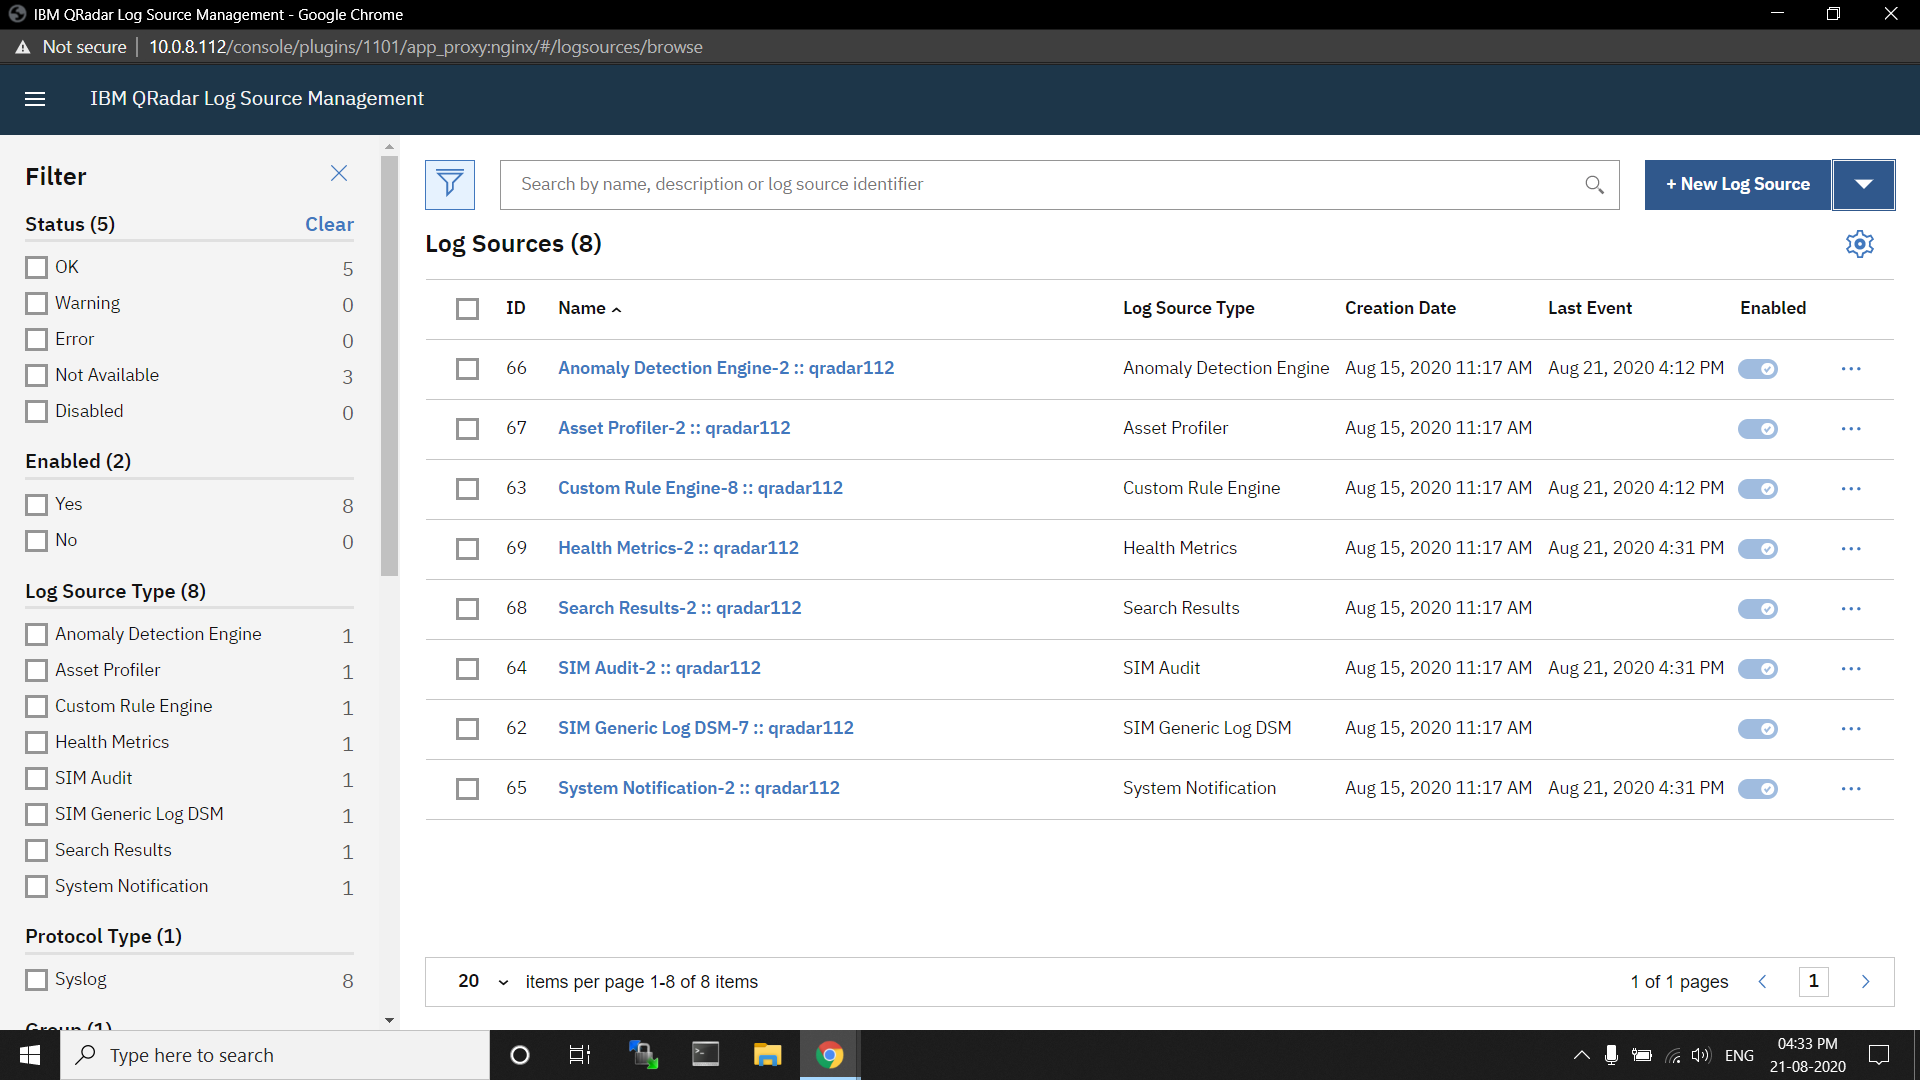 IBM QRadar Log Source Management - Google Chrome
Not secure | 10.0.8.112/console/plugins/1101/app_proxy:nginx/#/logsources/browse
IBM QRadar Log Source Management
Filter
Status (5) Clear
OK 5
Warning 0
Error 0
Not Available 3
Disabled 0
Enabled (2)
Yes 8
No 0
Log Source Type (8)
Anomaly Detection Engine 1
Asset Profiler 1
Custom Rule Engine 1
Health Metrics 1
SIM Audit 1
SIM Generic Log DSM 1
Search Results 1
System Notification 1
Protocol Type (1)
Syslog 8
Group (1)
Search by name, description or log source identifier
+ New Log Source
Log Sources (8)
ID Name Log Source Type Creation Date Last Event Enabled
66 Anomaly Detection Engine-2 :: qradar112 Anomaly Detection Engine Aug 15, 2020 11:17 AM Aug 21, 2020 4:12 PM
67 Asset Profiler-2 :: qradar112 Asset Profiler Aug 15, 2020 11:17 AM
63 Custom Rule Engine-8 :: qradar112 Custom Rule Engine Aug 15, 2020 11:17 AM Aug 21, 2020 4:12 PM
69 Health Metrics-2 :: qradar112 Health Metrics Aug 15, 2020 11:17 AM Aug 21, 2020 4:31 PM
68 Search Results-2 :: qradar112 Search Results Aug 15, 2020 11:17 AM
64 SIM Audit-2 :: qradar112 SIM Audit Aug 15, 2020 11:17 AM Aug 21, 2020 4:31 PM
62 SIM Generic Log DSM-7 :: qradar112 SIM Generic Log DSM Aug 15, 2020 11:17 AM
65 System Notification-2 :: qradar112 System Notification Aug 15, 2020 11:17 AM Aug 21, 2020 4:31 PM
20 items per page 1-8 of 8 items 1 of 1 pages 1
Type here to search
ENG
04:33 PM
21-08-2020